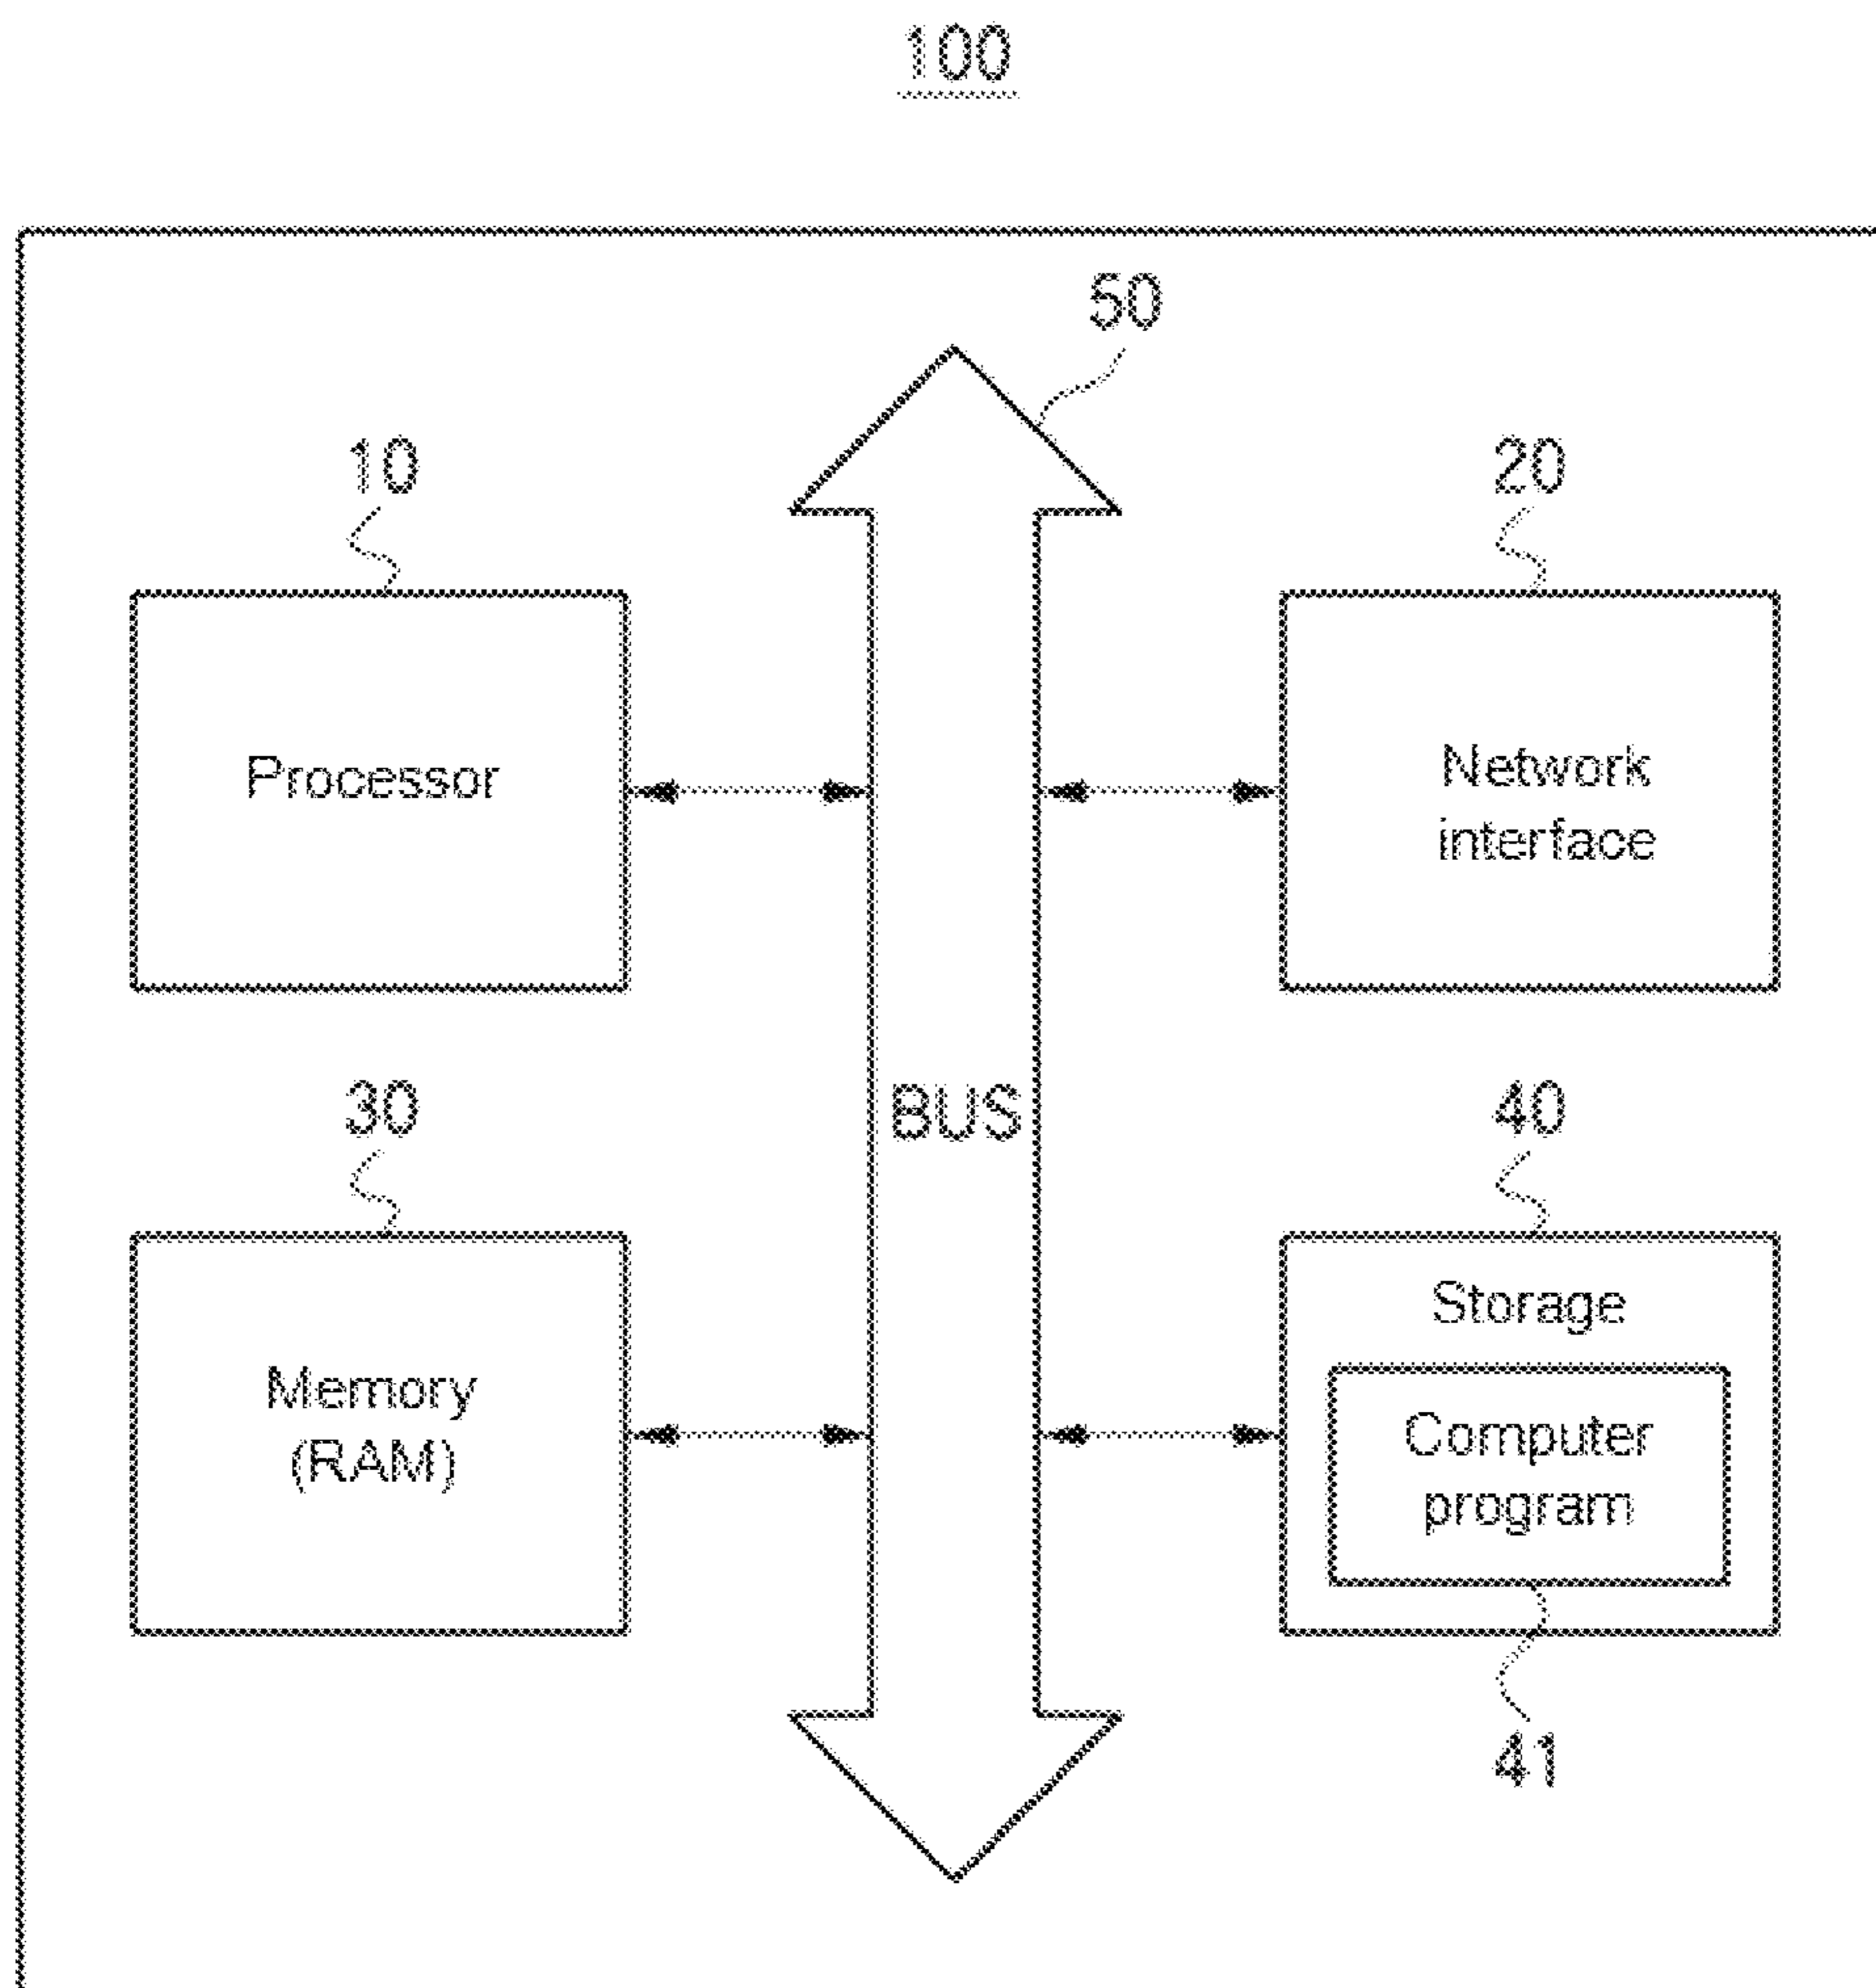 100
50
10
20
Processor
Network
interface
BUS
30
40
Memory
(RAM)
Storage
Computer
program
41